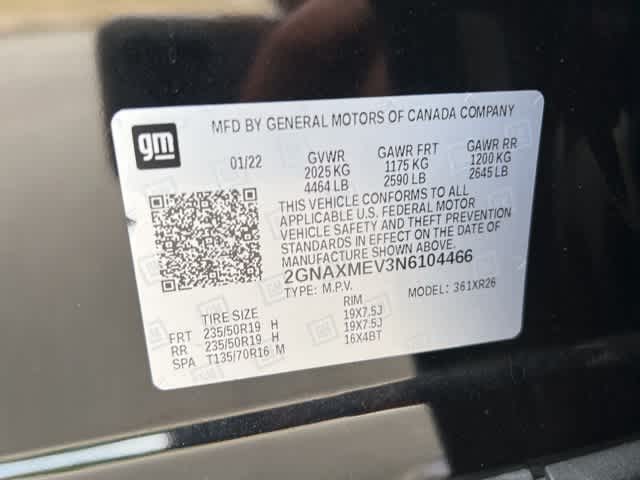 gm
MFD BY GENERAL MOTORS OF CANADA COMPANY
01/22 GVWR GAWR FRT GAWR RR
2025 KG 1175 KG 1200 KG
4464 LB 2590 LB 2645 LB
THIS VEHICLE CONFORMS TO ALL
APPLICABLE U.S. FEDERAL MOTOR
VEHICLE SAFETY AND THEFT PREVENTION
STANDARDS IN EFFECT ON THE DATE OF
MANUFACTURE SHOWN ABOVE.
2GNAXMEV3N6104466
TYPE: M.P.V. MODEL: 361XR26
TIRE SIZE RIM
FRT 235/50R19 H 19X7.5J
RR 235/50R19 H 19X7.5J
SPA T135/70R16 M 16X4BT